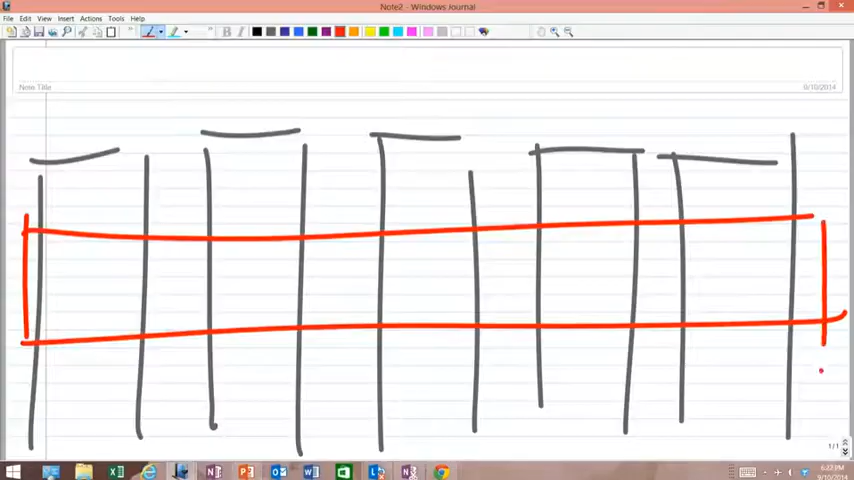 Note2 - Windows Journal
File Edit View Insert Actions Tools Help
Note Title
9/10/2014
1/1
6:22 PM
9/10/2014